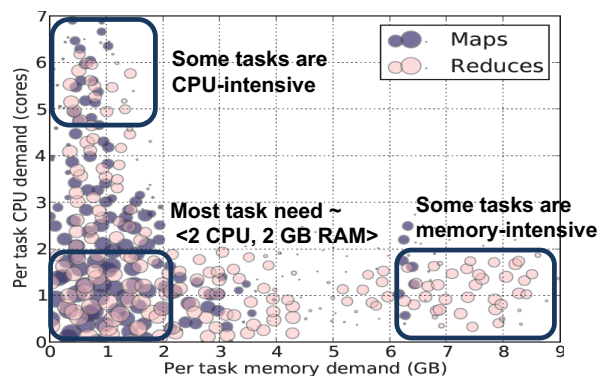 7
6
5
4
3
2
1
0
Per task CPU demand (cores)
Some tasks are
CPU-intensive
Maps
Reduces
Most task need ~
<2 CPU, 2 GB RAM>
Some tasks are
memory-intensive
0 1 2 3 4 5 6 7 8 9
Per task memory demand (GB)